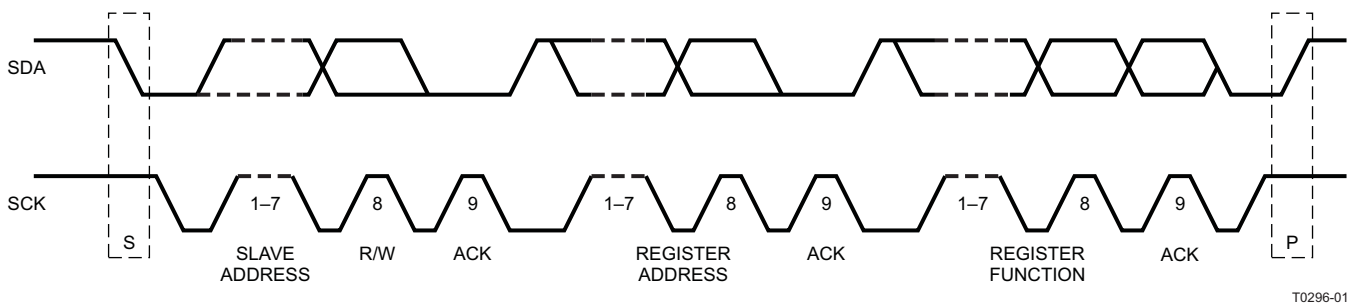 SDA
SCK
1–7 8 9 1–7 8 9 1–7 8 9
S P
SLAVE ADDRESS R/W ACK REGISTER ADDRESS ACK REGISTER FUNCTION ACK
T0296-01